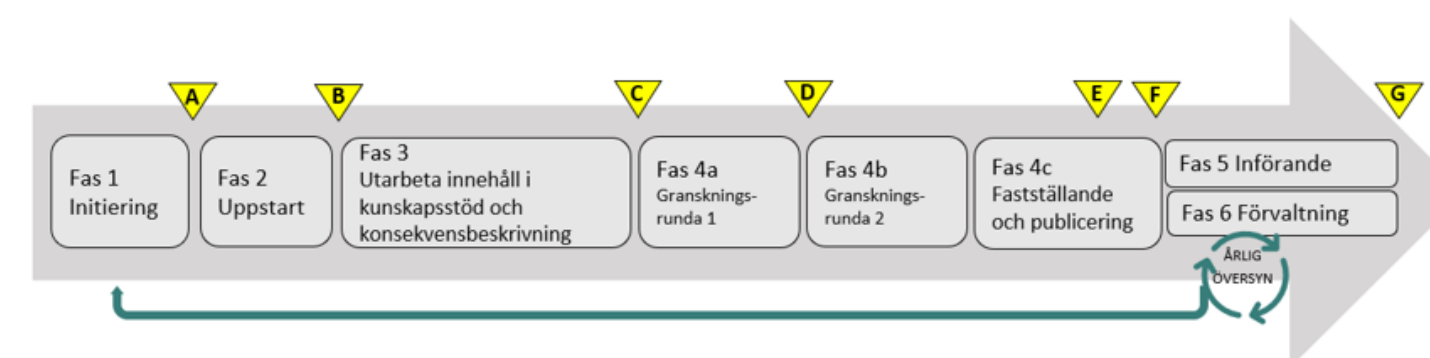 A
B
C
D
E
F
G
Fas 1
Initiering
Fas 2
Uppstart
Fas 3
Utarbeta innehåll i
kunskapsstöd och
konsekvensbeskrivning
Fas 4a
Gransknings-
runda 1
Fas 4b
Gransknings-
runda 2
Fas 4c
Fastställande
och publicering
Fas 5 Införande
Fas 6 Förvaltning
ÅRLIG
ÖVERSYN